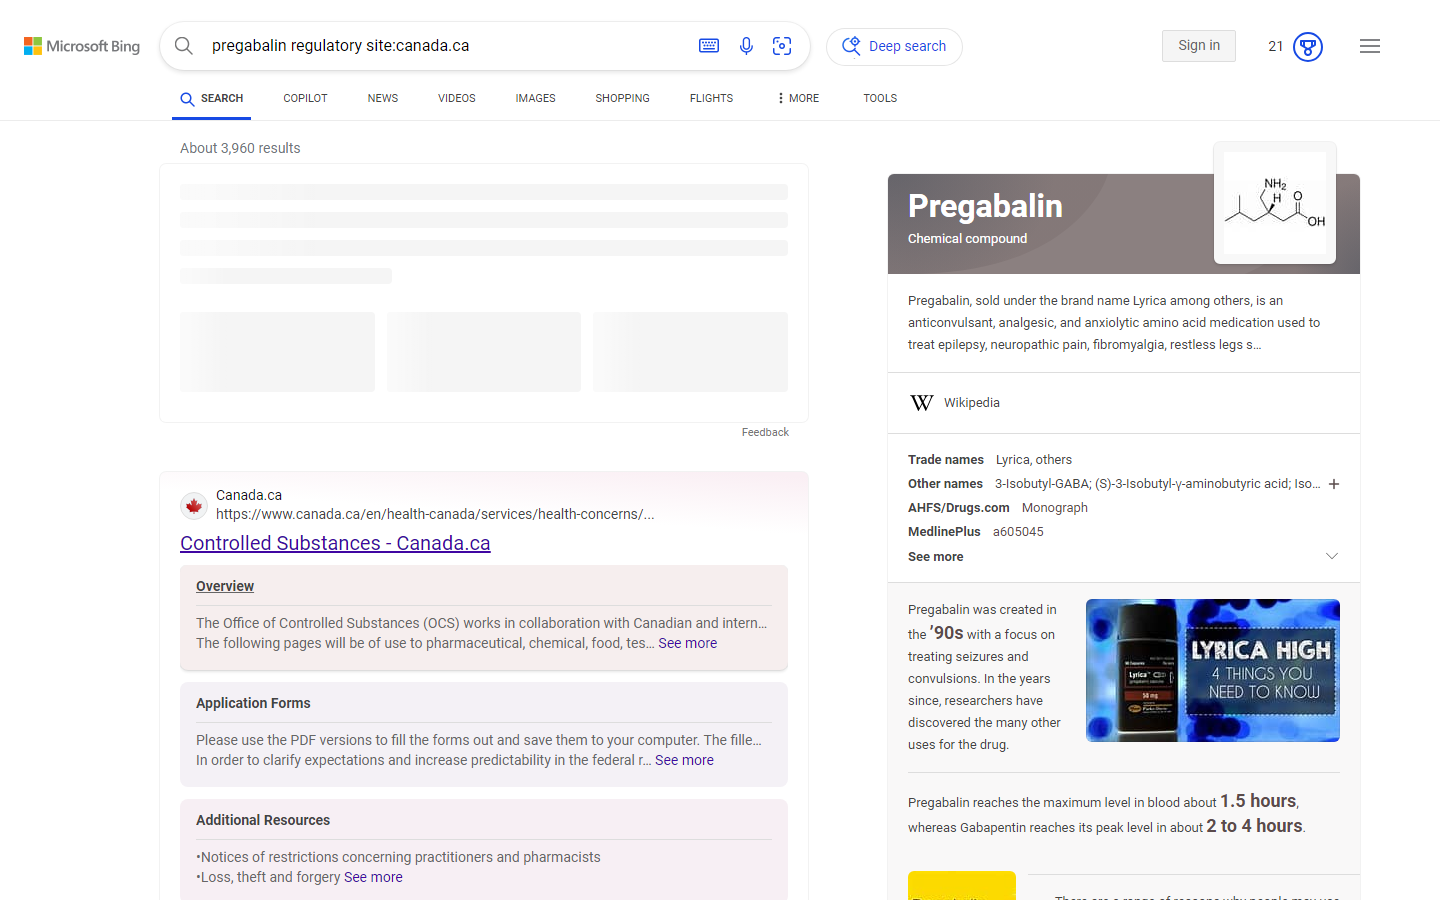 Microsoft Bing
pregabalin regulatory site:canada.ca
Deep search
Sign in
21
SEARCH
COPILOT
NEWS
VIDEOS
IMAGES
SHOPPING
FLIGHTS
MORE
TOOLS
About 3,960 results
Feedback
Canada.ca
https://www.canada.ca/en/health-canada/services/health-concerns/...
Controlled Substances - Canada.ca
Overview
The Office of Controlled Substances (OCS) works in collaboration with Canadian and intern...
The following pages will be of use to pharmaceutical, chemical, food, tes... See more
Application Forms
Please use the PDF versions to fill the forms out and save them to your computer. The fille...
In order to clarify expectations and increase predictability in the federal r... See more
Additional Resources
•Notices of restrictions concerning practitioners and pharmacists
•Loss, theft and forgery See more
Pregabalin
Chemical compound
NH2
H
O
OH
Pregabalin, sold under the brand name Lyrica among others, is an
anticonvulsant, analgesic, and anxiolytic amino acid medication used to
treat epilepsy, neuropathic pain, fibromyalgia, restless legs s...
W
Wikipedia
Trade names Lyrica, others
Other names 3-Isobutyl-GABA; (S)-3-Isobutyl-γ-aminobutyric acid; Iso...
AHFS/Drugs.com Monograph
MedlinePlus a605045
See more
Pregabalin was created in
the '90s with a focus on
treating seizures and
convulsions. In the years
since, researchers have
discovered the many other
uses for the drug.
Lyrica
50 mg
LYRICA HIGH
4 THINGS YOU
NEED TO KNOW
Pregabalin reaches the maximum level in blood about 1.5 hours,
whereas Gabapentin reaches its peak level in about 2 to 4 hours.
There are a range of reasons why people may use